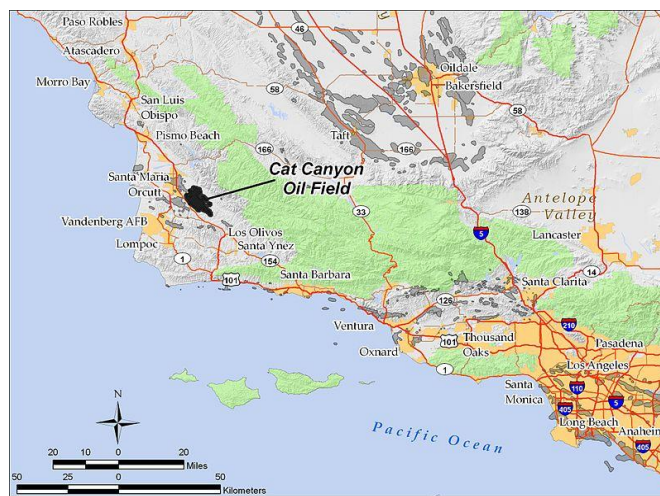 Paso Robles
Atascadero
Morro Bay
46
Oildale
Bakersfield
58
58
San Luis
Obispo
Taft
Pismo Beach
166
166
Cat Canyon
Oil Field
Santa Maria
Orcutt
Antelope
Valley
33
138
Vandenberg AFB
Los Olivos
5
Lancaster
Lompoc
Santa Ynez
1
154
14
101
Santa Barbara
Santa Clarita
126
Ventura
210
101
Thousand
Oaks
Pasadena
Oxnard
1
Los Angeles
Santa
Monica
110
5
405
Long Beach
Anaheim
405
N
Pacific Ocean
20
10
0
20
Miles
50
25
0
50
Kilometers